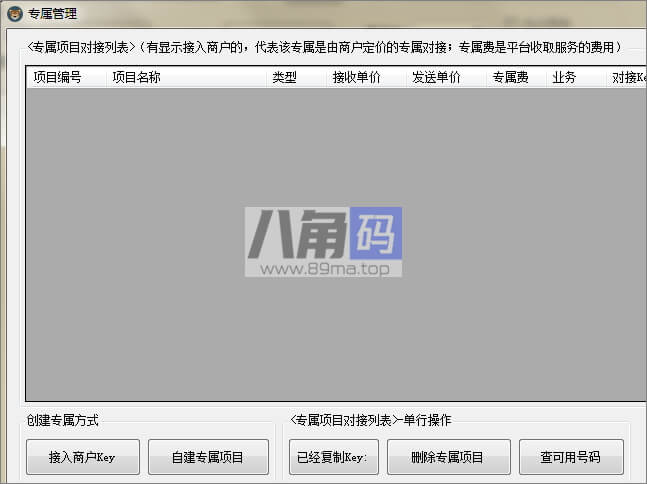 专属管理
<专属项目对接列表>(有显示接入商户的，代表该专属是由商户定价的专属对接；专属费是平台收取服务的费用)
项目编号 项目名称 类型 接收单价 发送单价 专属费 业务 对接Ke
八角码
www.89ma.top
创建专属方式 <专属项目对接列表>-单行操作
接入商户Key 自建专属项目 已经复制Key: 删除专属项目 查可用号码